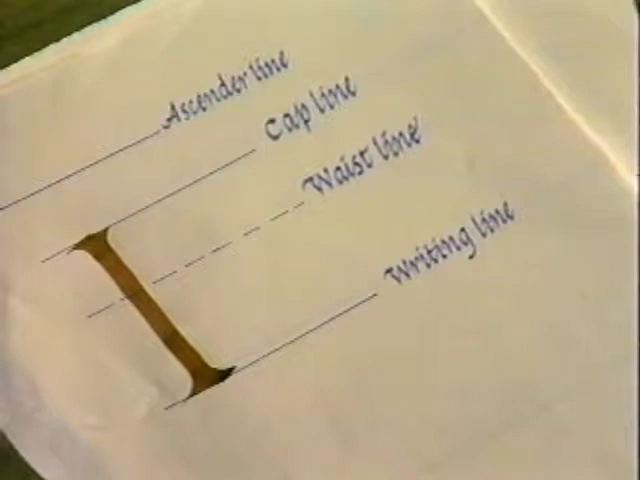 Ascender line
Cap line
Waist line
Writing line
I